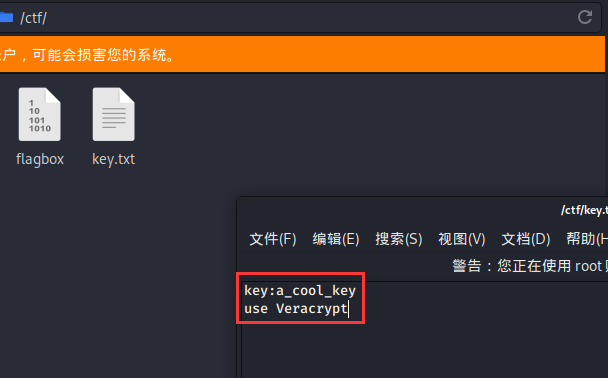 /ctf/
户，可能会损害您的系统。
1
10
101
1010
flagbox
key.txt
/ctf/key.t
文件(F) 编辑(E) 搜索(S) 视图(V) 文档(D) 帮助(H
警告：您正在使用 root
key:a_cool_key
use Veracrypt